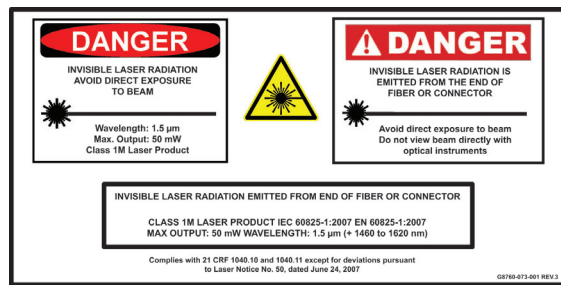 DANGER
INVISIBLE LASER RADIATION
AVOID DIRECT EXPOSURE
TO BEAM
Wavelength: 1.5 µm
Max. Output: 50 mW
Class 1M Laser Product
DANGER
INVISIBLE LASER RADIATION IS
EMITTED FROM THE END OF
FIBER OR CONNECTOR
Avoid direct exposure to beam
Do not view beam directly with
optical instruments
INVISIBLE LASER RADIATION EMITTED FROM END OF FIBER OR CONNECTOR
CLASS 1M LASER PRODUCT IEC 60825-1:2007 EN 60825-1:2007
MAX OUTPUT: 50 mW WAVELENGTH: 1.5 µm (+ 1460 to 1620 nm)
Complies with 21 CRF 1040.10 and 1040.11 except for deviations pursuant
to Laser Notice No. 50, dated June 24, 2007
G8760-073-001 REV.3